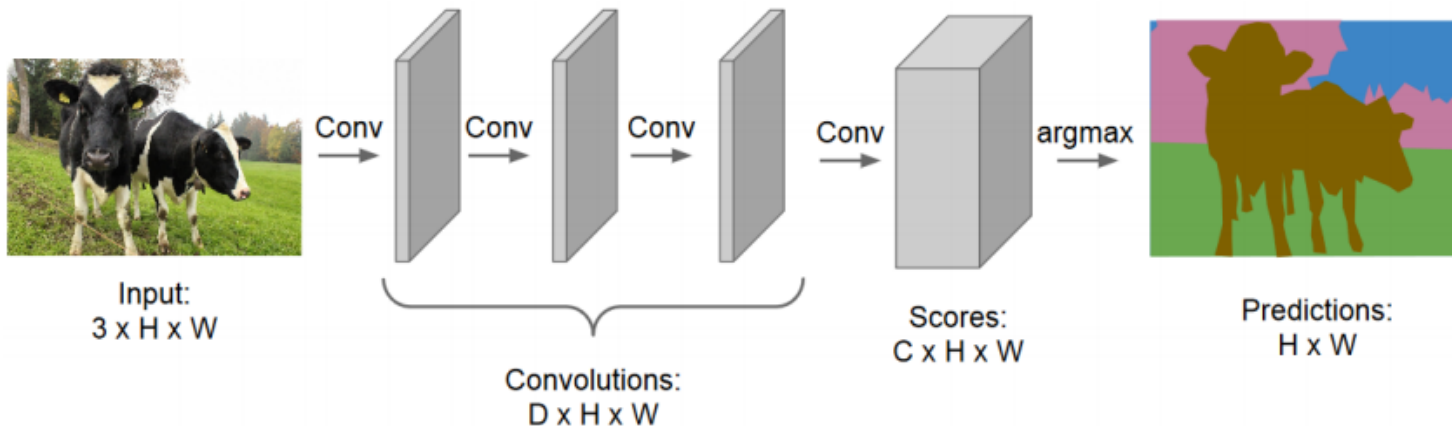 Conv
Conv
Conv
Conv
argmax
Input:
3 x H x W
Convolutions:
D x H x W
Scores:
C x H x W
Predictions:
H x W